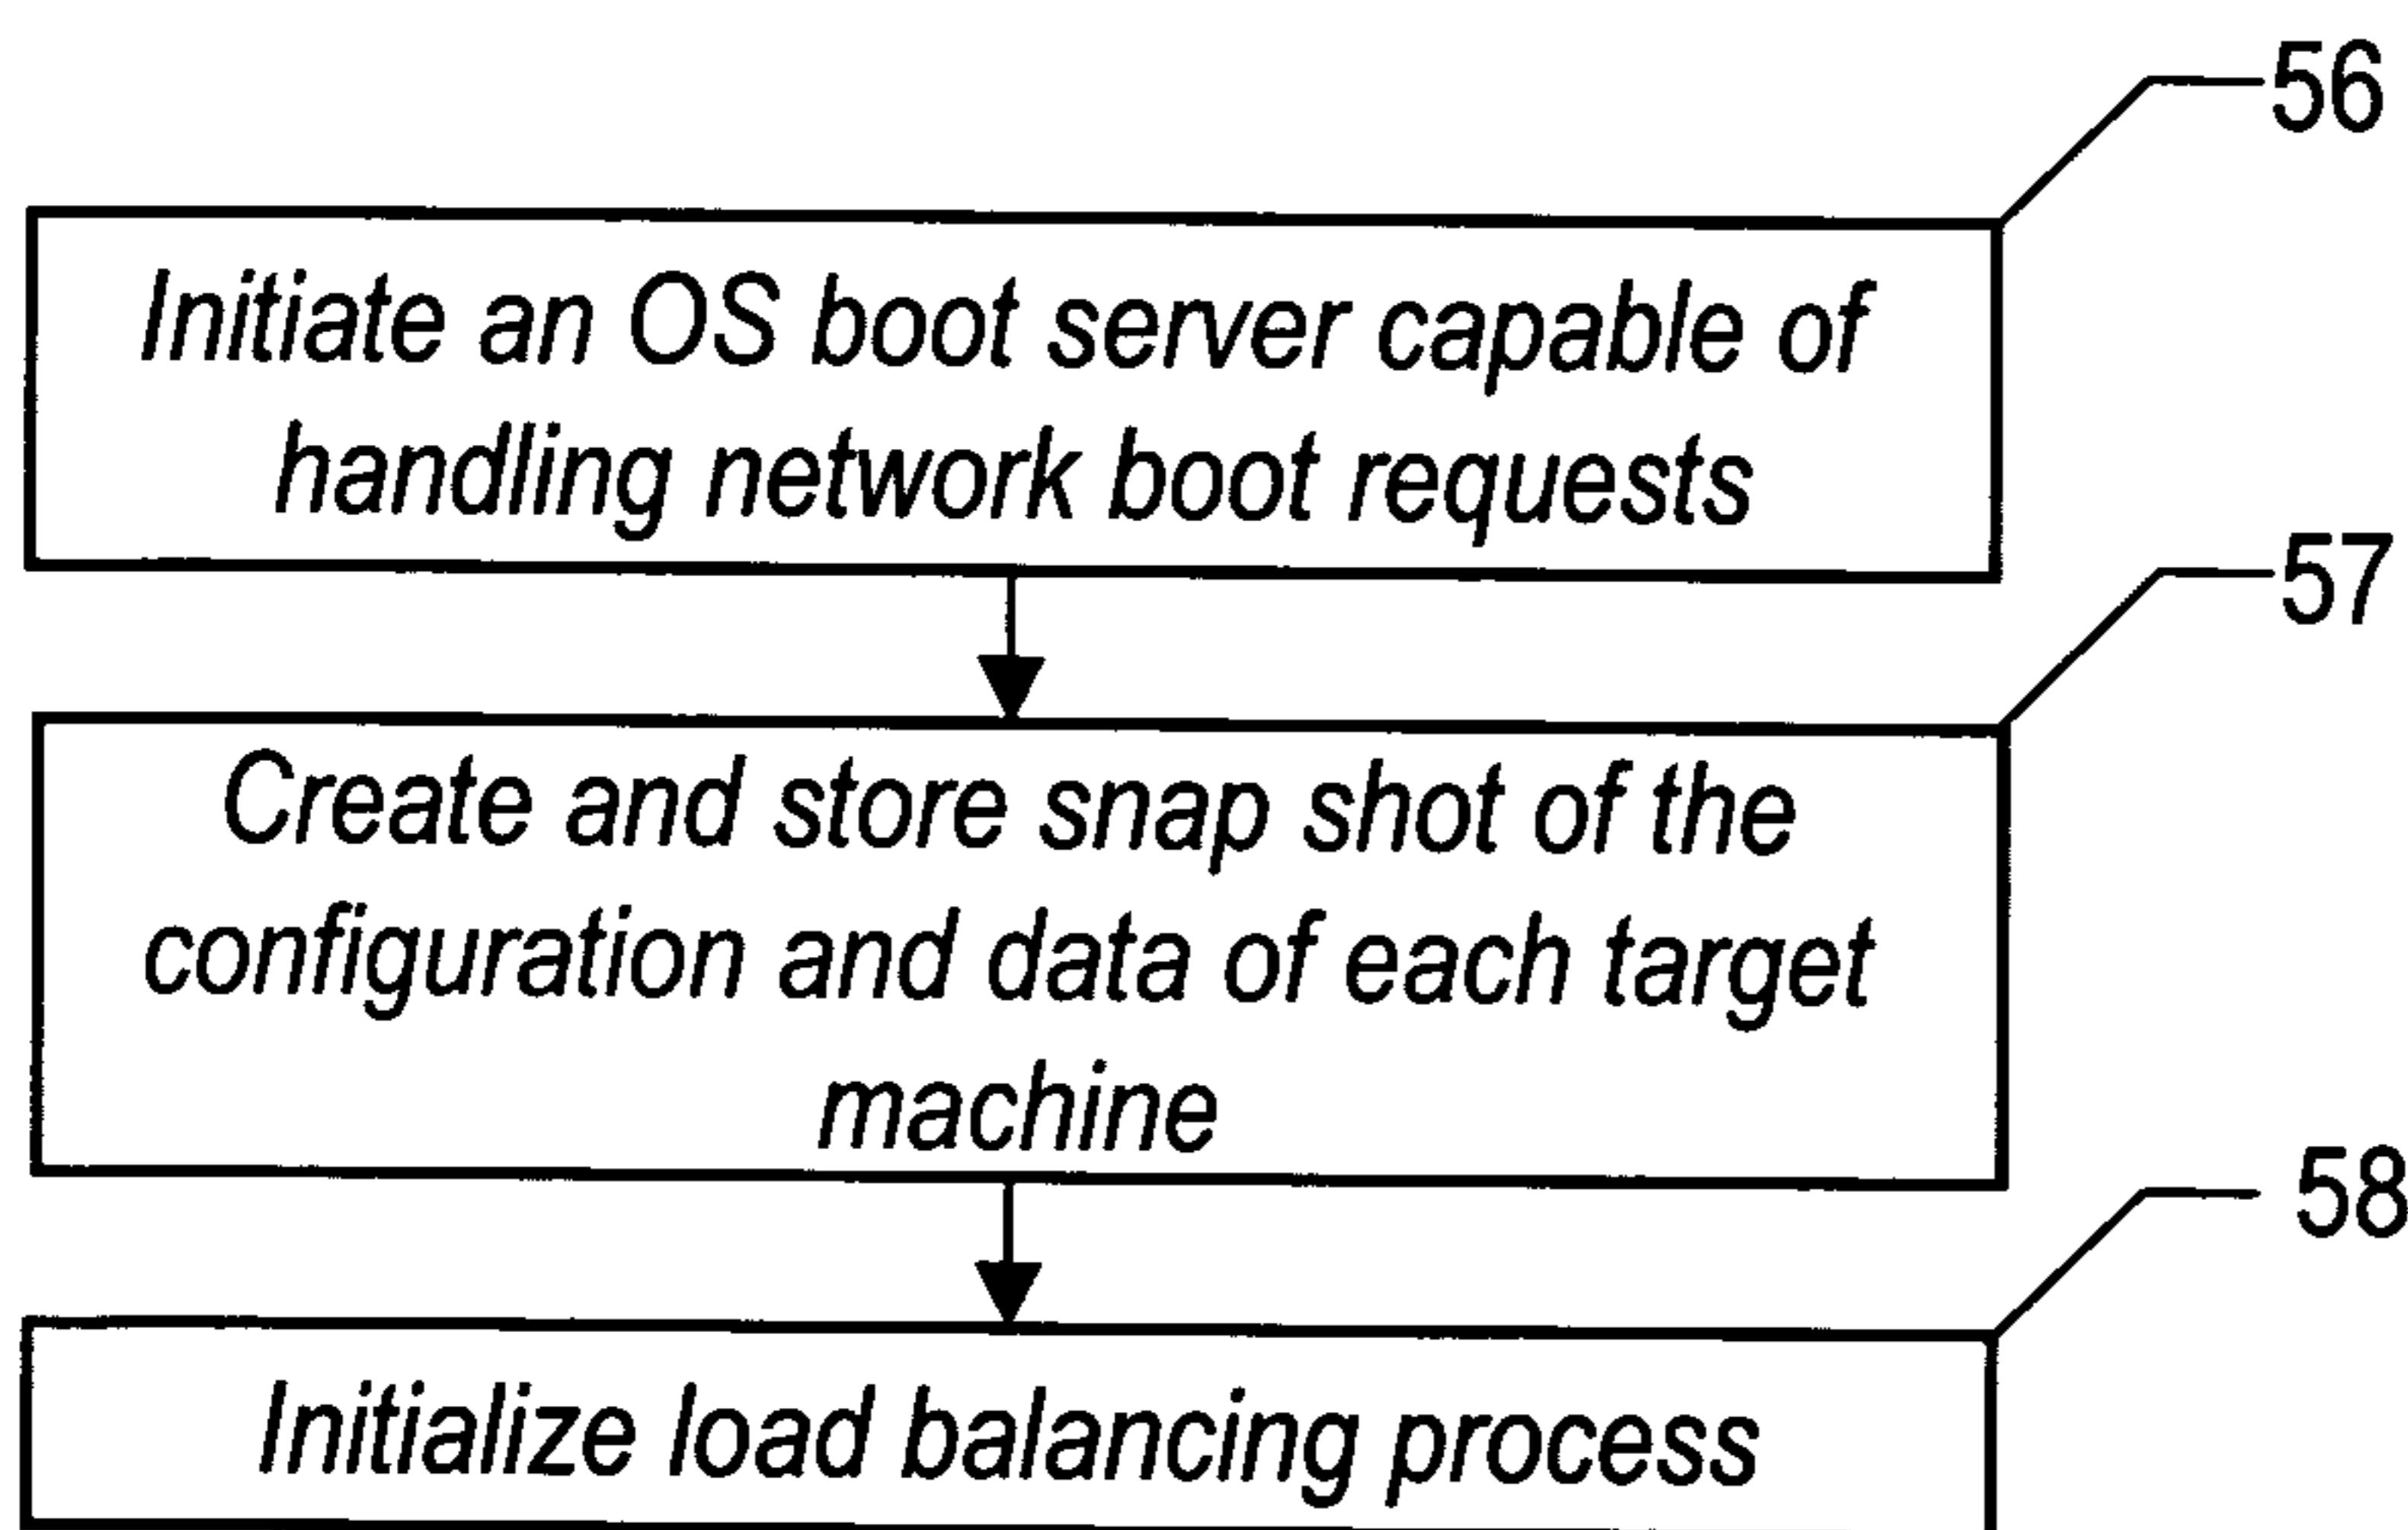 56
Initiate an OS boot server capable of
handling network boot requests
57
Create and store snap shot of the
configuration and data of each target
machine
58
Initialize load balancing process